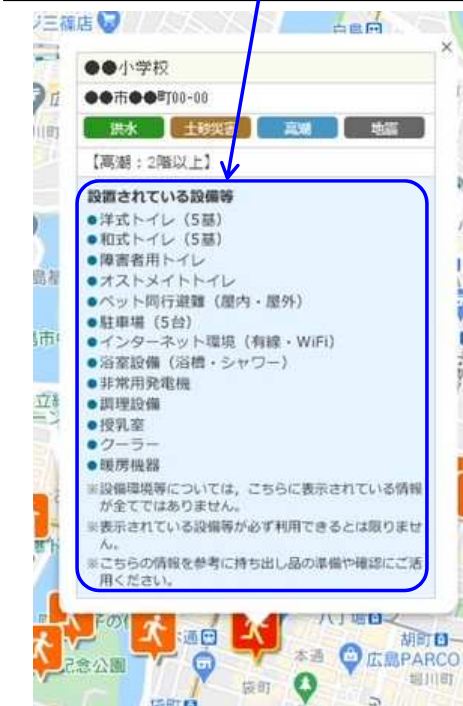 三篠店
白島
●●小学校
●●市●●町00-00
洪水 土砂災害 高潮 地震
【高潮：2階以上】
設置されている設備等
●洋式トイレ（5基）
●和式トイレ（5基）
●障害者用トイレ
●オストメイトトイレ
●ペット同行避難（屋内・屋外）
●駐車場（5台）
●インターネット環境（有線・WiFi）
●浴室設備（浴槽・シャワー）
●非常用発電機
●調理設備
●授乳室
●クーラー
●暖房機器
※設備環境等については，こちらに表示されている情報
が全てではありません。
※表示されている設備等が必ず利用できるとは限りませ
ん。
※こちらの情報を参考に持ち出し品の準備や確認にご活
用ください。
八丁堀
本通
胡町
広島PARCO
堀川町
記念公園
袋町